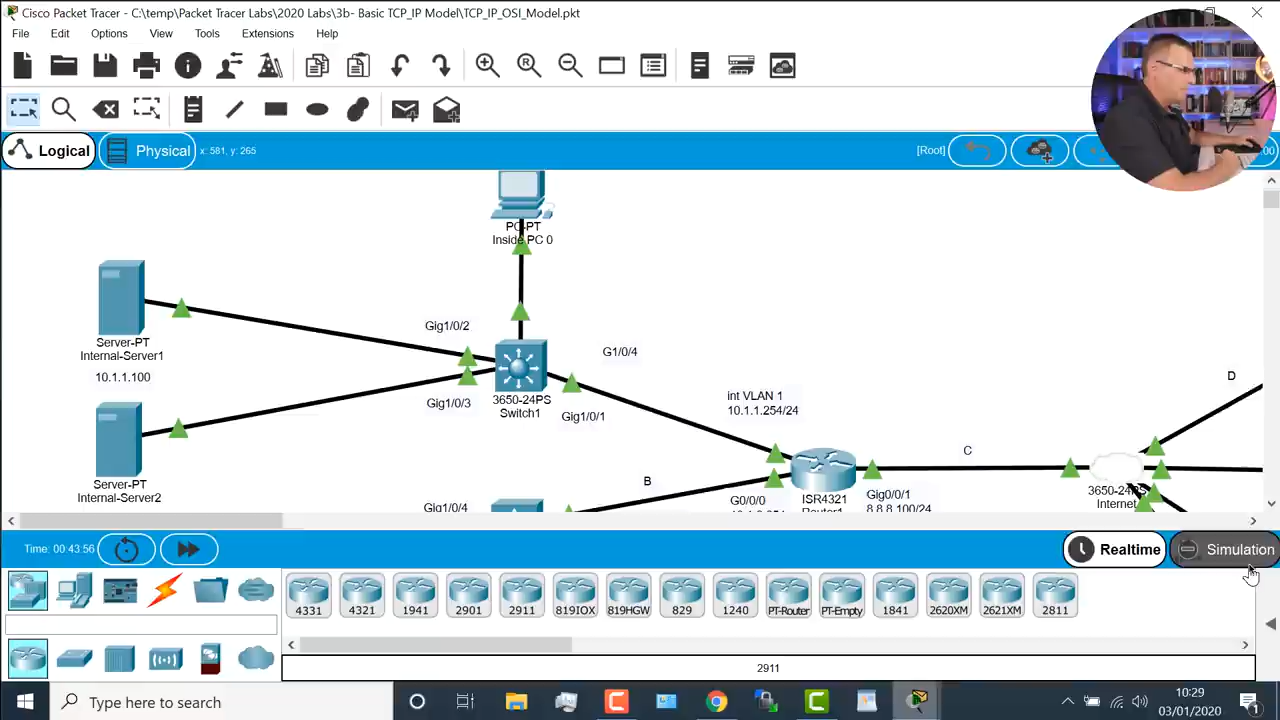 Cisco Packet Tracer - C:\temp\Packet Tracer Labs\2020 Labs\3b- Basic TCP_IP Model\TCP_IP_OSI_Model.pkt
File Edit Options View Tools Extensions Help
Logical Physical x: 581, y: 265 [Root]
PC-PT
Inside PC 0
Server-PT
Internal-Server1
10.1.1.100
Gig1/0/2
G1/0/4
3650-24PS
Switch1
Gig1/0/3
Gig1/0/1
int VLAN 1
10.1.1.254/24
D
Server-PT
Internal-Server2
B
C
Gig1/0/4
G0/0/0
ISR4321
Router1
Gig0/0/1
8.8.8.100/24
3650-24PS
Internet
Time: 00:43:56 Realtime Simulation
4331 4321 1941 2901 2911 819IOX 819HGW 829 1240 PT-Router PT-Empty 1841 2620XM 2621XM 2811
2911
Type here to search
10:29
03/01/2020
1